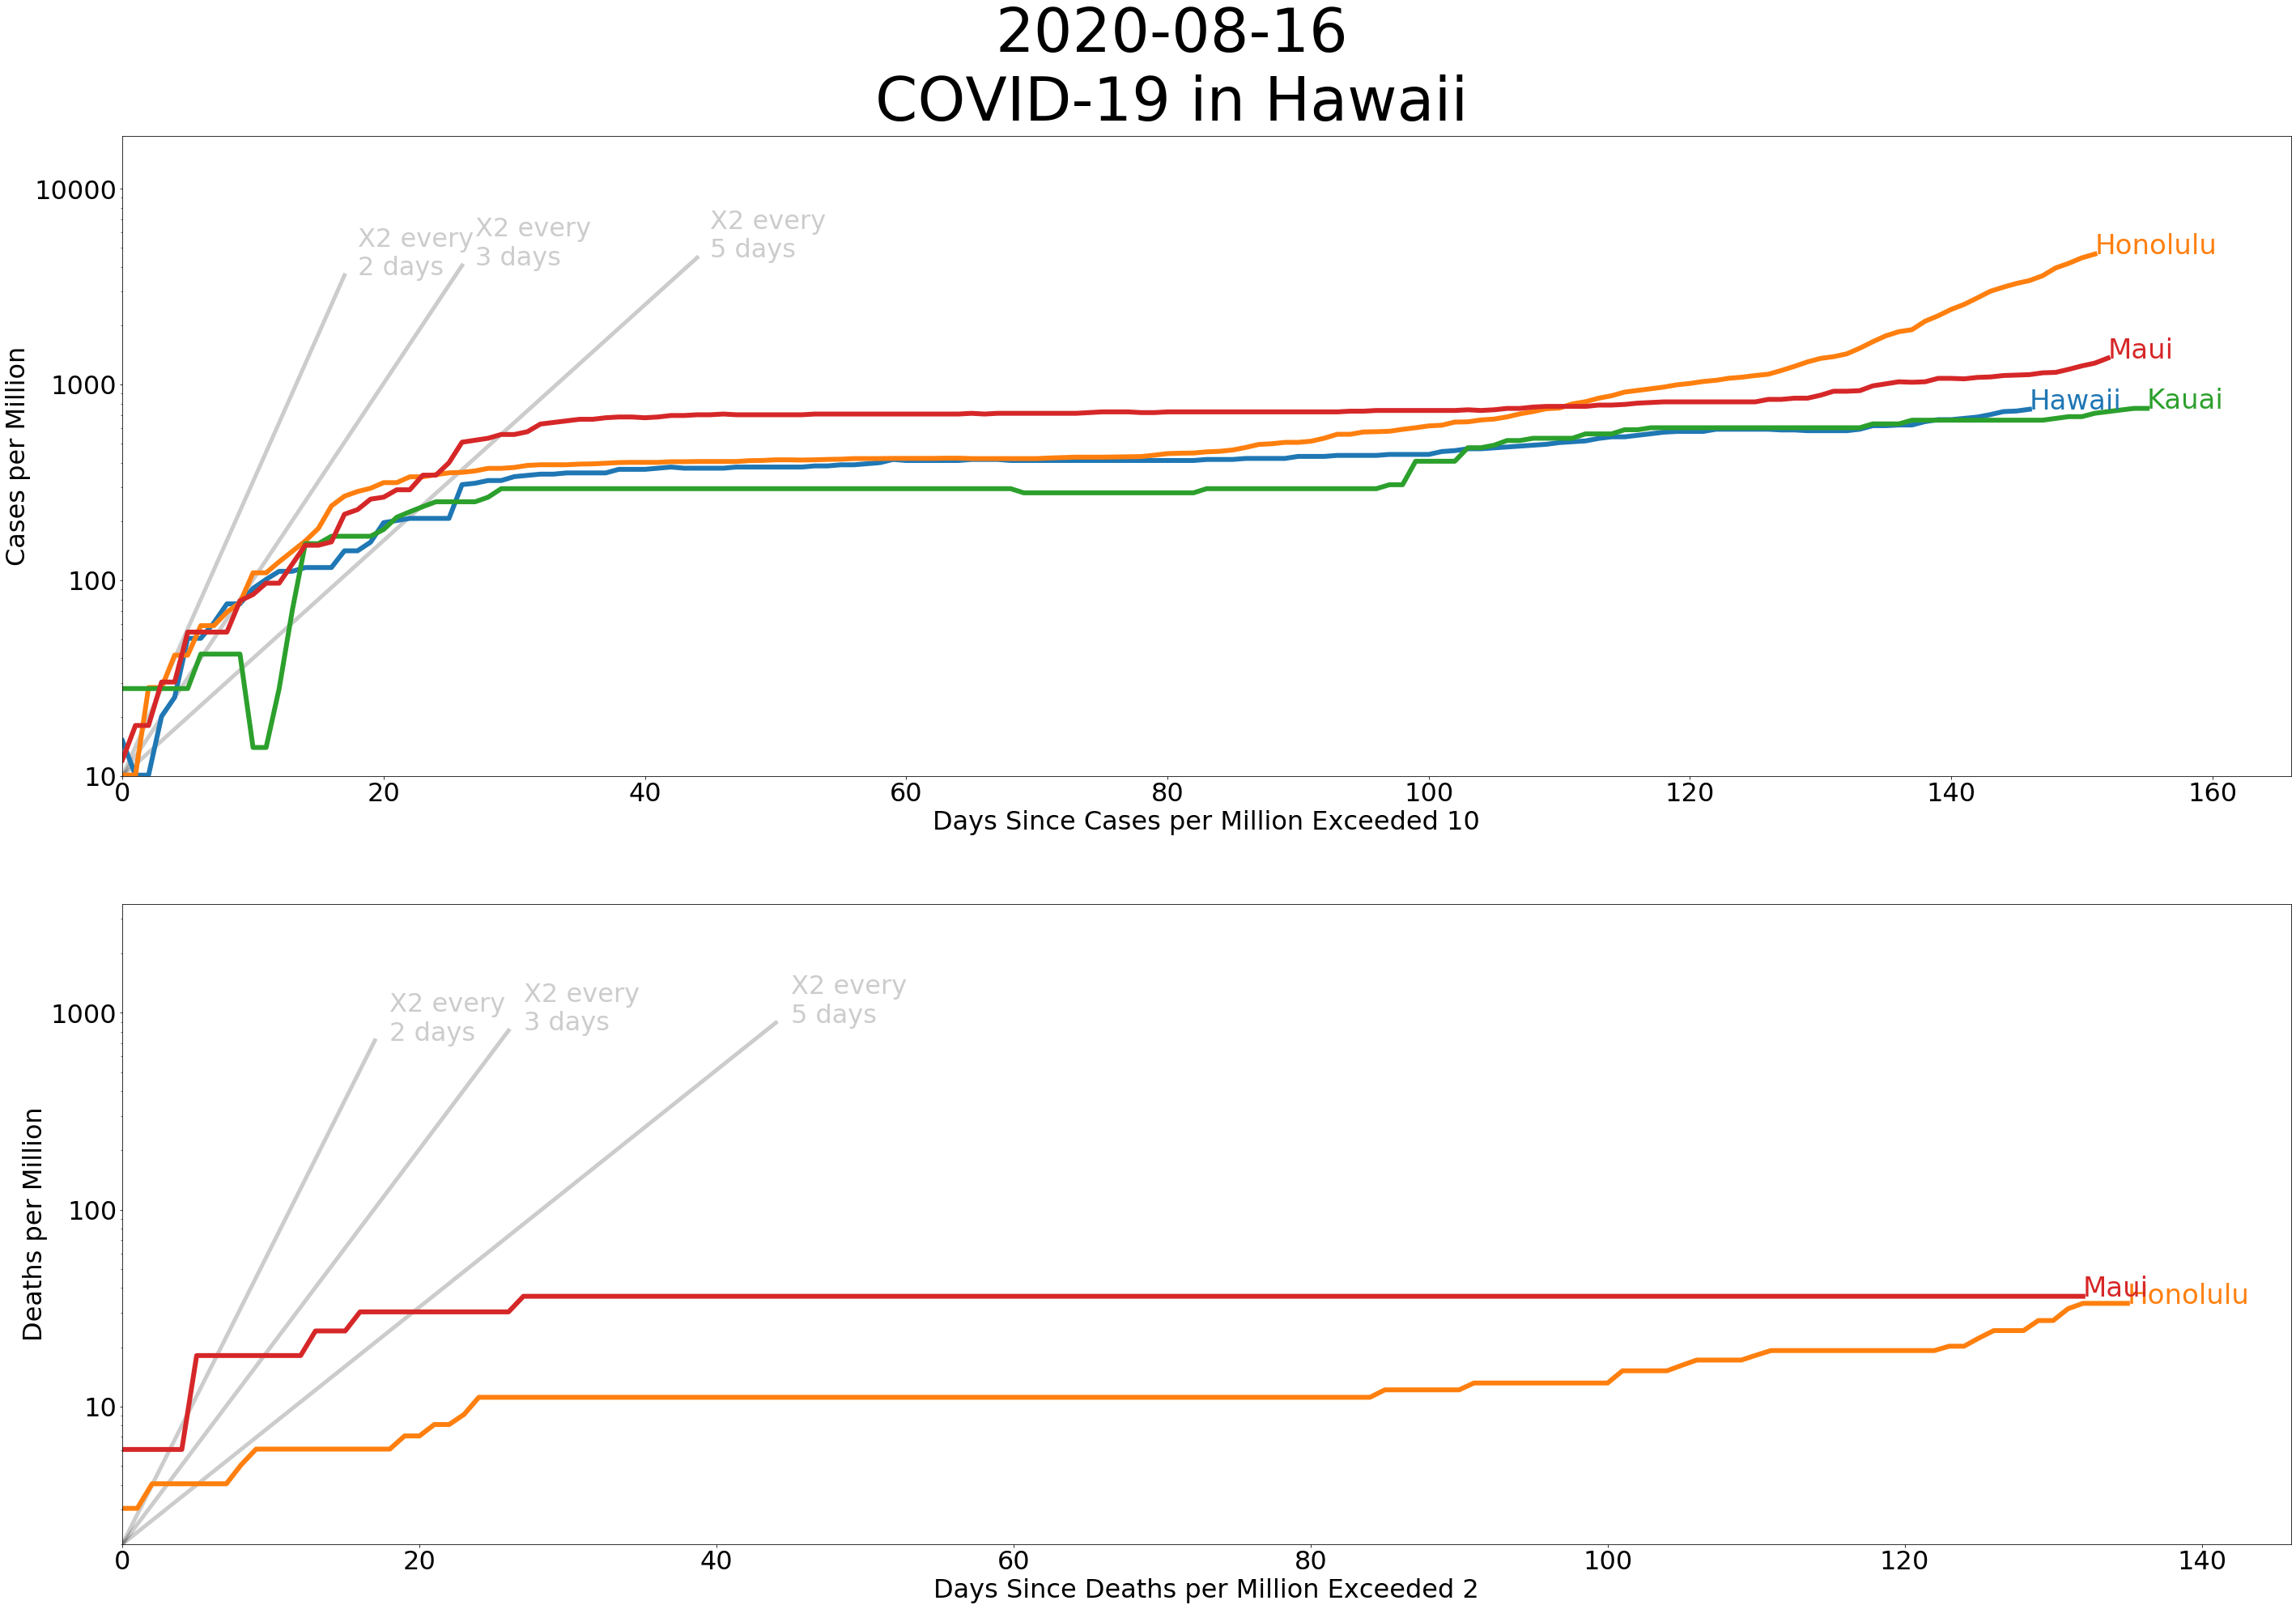 2020-08-16
COVID-19 in Hawaii
10000
1000
100
10
Cases per Million
X2 every
2 days
X2 every
3 days
X2 every
5 days
Honolulu
Maui
Hawaii
Kauai
0 20 40 60 80 100 120 140 160
Days Since Cases per Million Exceeded 10
1000
100
10
Deaths per Million
X2 every
2 days
X2 every
3 days
X2 every
5 days
Maui
Honolulu
0 20 40 60 80 100 120 140
Days Since Deaths per Million Exceeded 2